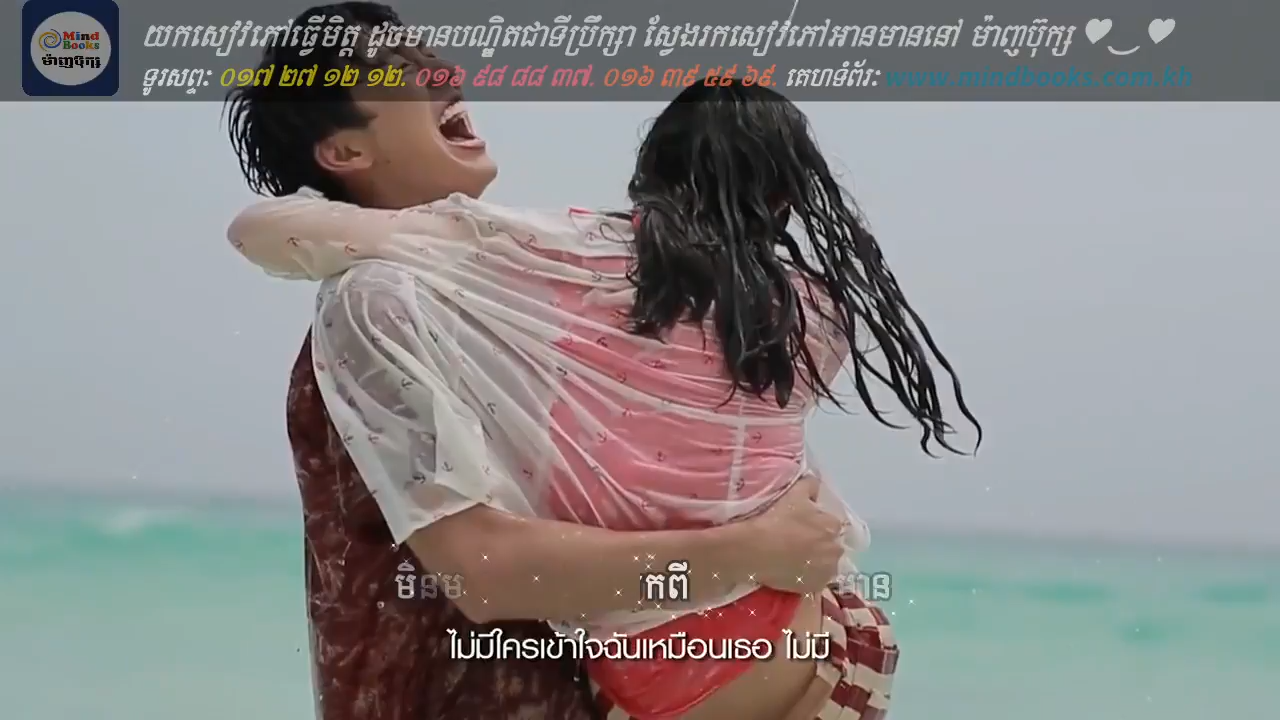 Mind
Books
ម៉ាញប៊ុក្ស
យកសៀវភៅធ្វើមិត្ត ដូចមានបណ្ឌិតជាទីប្រឹក្សា ស្វែងរកសៀវភៅអានមាននៅ ម៉ាញប៊ុក្ស
ទូរសព្ទ: ០១៧ ២៧ ១២ ១២. ០១៦ ៩៨ ៨៨ ៣៧. ០១៦ ៣៩ ៥៩ ៦៩. គេហទំព័រ: www.mindbooks.com.kh
មិនម កពី មាន
ไม่มีใครเข้าใจฉันเหมือนเธอ ไม่มี